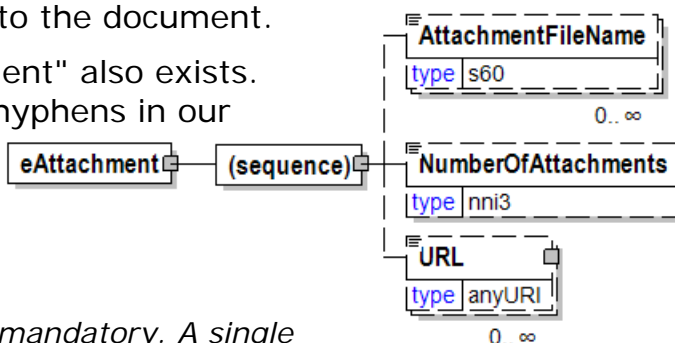 to the document.
ent" also exists.
hyphens in our
AttachmentFileName
type s60
0.. ∞
eAttachment
(sequence)
NumberOfAttachments
type nni3
URL
type anyURI
0.. ∞
mandatory. A single